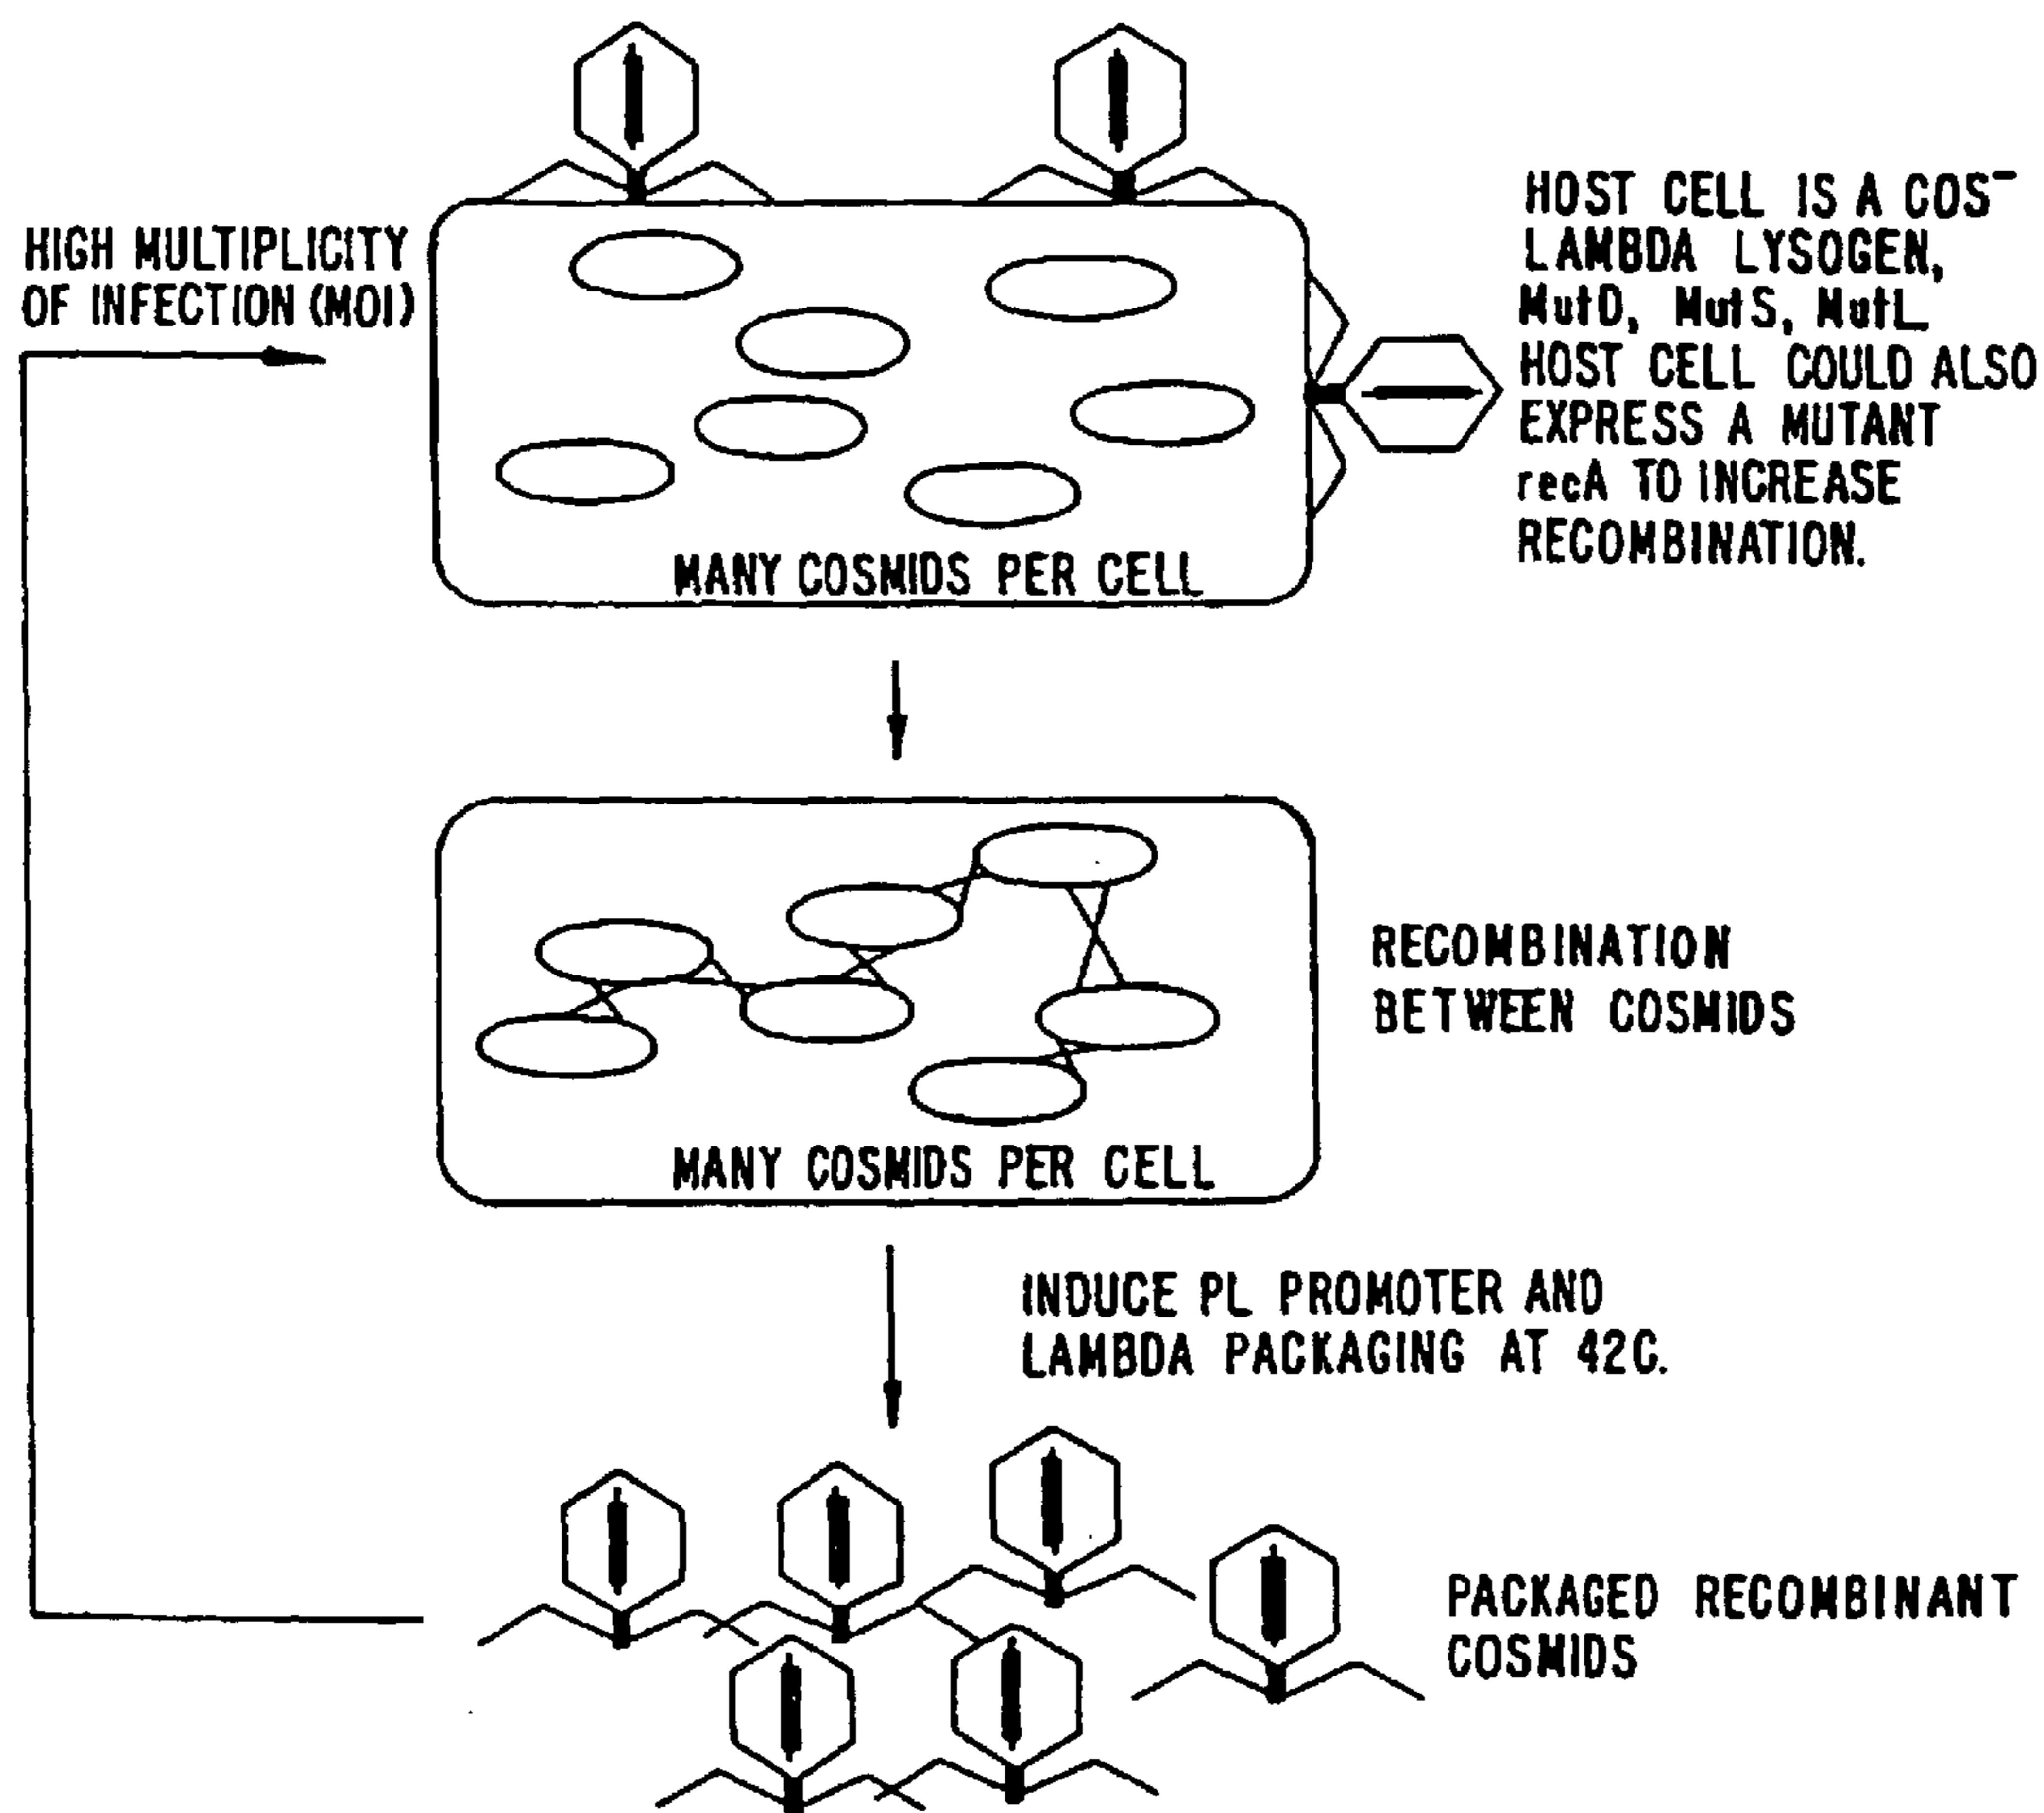 HIGH MULTIPLICITY
OF INFECTION (MOI)
HOST CELL IS A COS⁻
LAMBDA LYSOGEN,
MutD, MutS, MutL
HOST CELL COULD ALSO
EXPRESS A MUTANT
recA TO INCREASE
RECOMBINATION.
MANY COSMIDS PER CELL
RECOMBINATION
BETWEEN COSMIDS
MANY COSMIDS PER CELL
INDUCE PL PROMOTER AND
LAMBDA PACKAGING AT 42C.
PACKAGED RECOMBINANT
COSMIDS